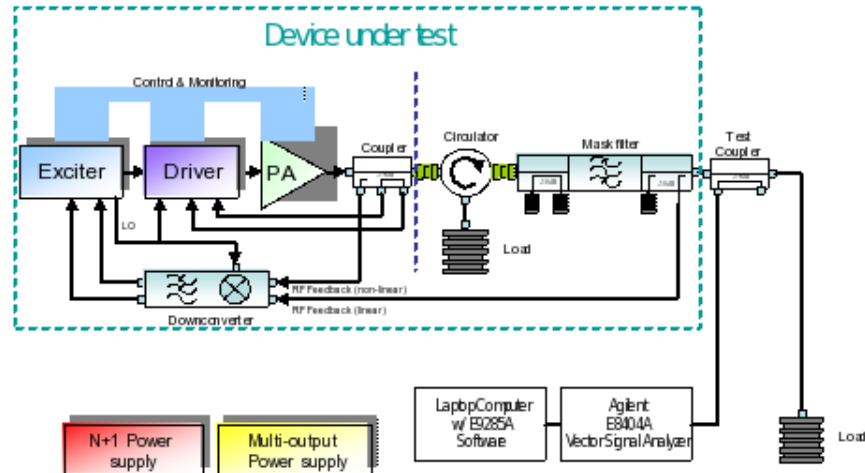 Device under test
Control & Monitoring
Coupler
Circulator
Mask filter
Test
Coupler
Exciter
Driver
PA
LO
Load
RF Feedback (non-linear)
RF Feedback (linear)
Downconverter
Laptop Computer
w/ E9285A
Software
Agilent
E8404A
Vector Signal Analyzer
Load
N+1 Power
supply
Multi-output
Power supply